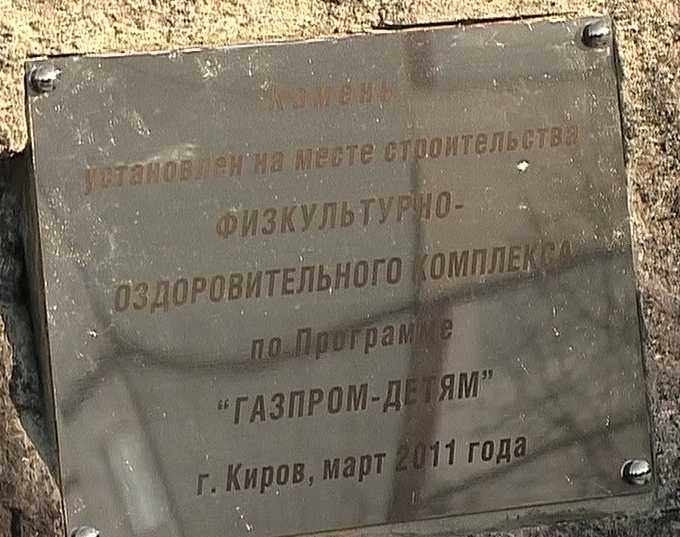 Камень
установлен на месте строительства
ФИЗКУЛЬТУРНО-
ОЗДОРОВИТЕЛЬНОГО КОМПЛЕКСА
по Программе
“ГАЗПРОМ-ДЕТЯМ”
г. Киров, март 2011 года